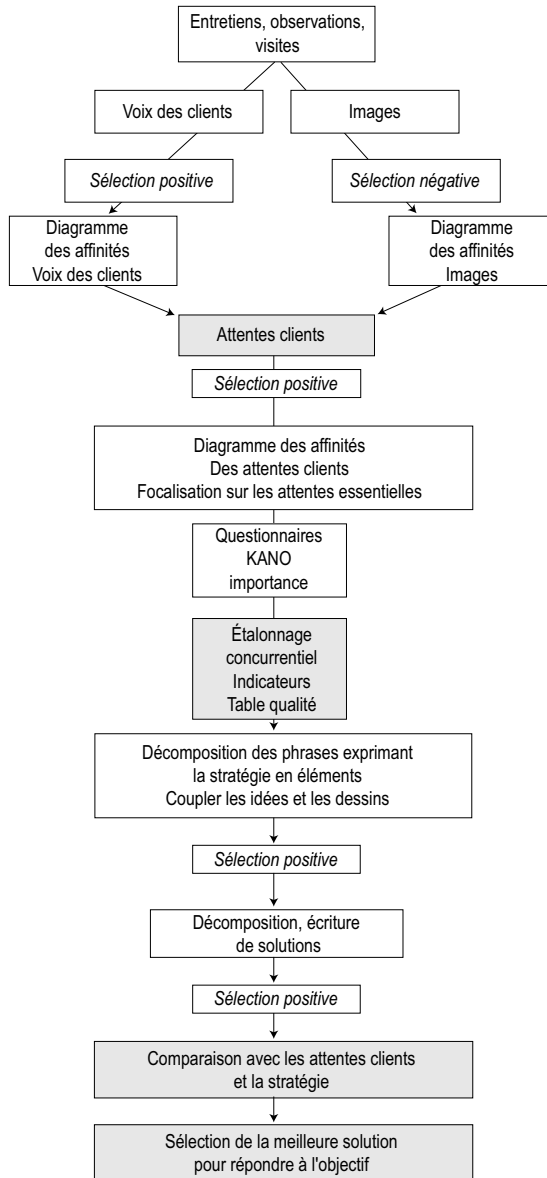 Entretiens, observations,
visites
Voix des clients
Images
Sélection positive
Sélection négative
Diagramme
des affinités
Voix des clients
Diagramme
des affinités
Images
Attentes clients
Sélection positive
Diagramme des affinités
Des attentes clients
Focalisation sur les attentes essentielles
Questionnaires
KANO
importance
Étalonnage
concurrentiel
Indicateurs
Table qualité
Décomposition des phrases exprimant
la stratégie en éléments
Coupler les idées et les dessins
Sélection positive
Décomposition, écriture
de solutions
Sélection positive
Comparaison avec les attentes clients
et la stratégie
Sélection de la meilleure solution
pour répondre à l'objectif